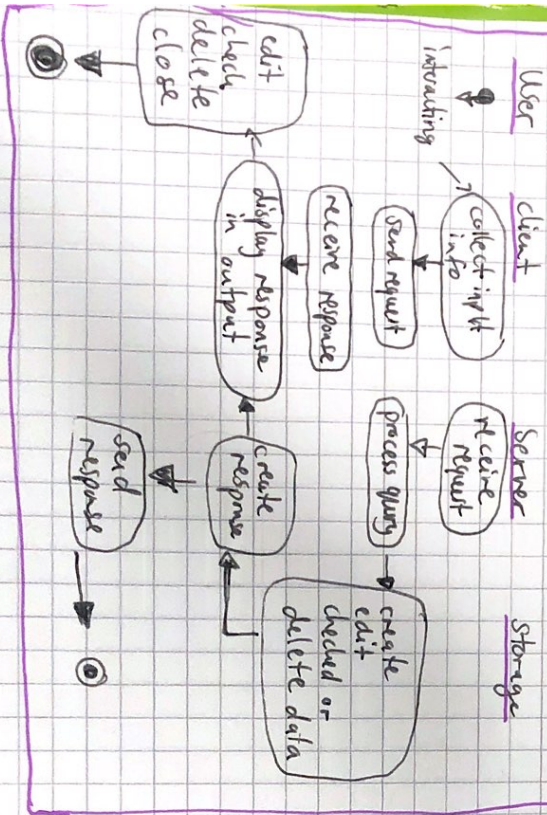 User
client
Server
Storage
interacting
collect input
info
send request
receive response
display response
in output
edit
check
delete
close
receive
request
process query
create
edit
checked or
delete data
create
response
send
response